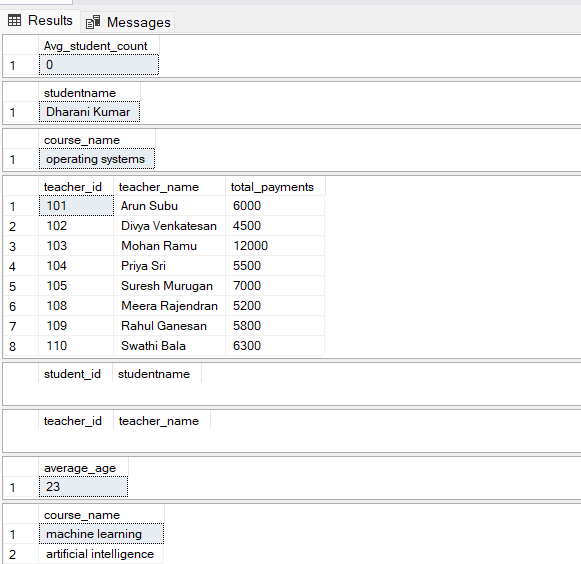 Results Messages
Avg_student_count
1 0
studentname
1 Dharani Kumar
course_name
1 operating systems
teacher_id teacher_name total_payments
1 101 Arun Subu 6000
2 102 Divya Venkatesan 4500
3 103 Mohan Ramu 12000
4 104 Priya Sri 5500
5 105 Suresh Murugan 7000
6 108 Meera Rajendran 5200
7 109 Rahul Ganesan 5800
8 110 Swathi Bala 6300
student_id studentname
teacher_id teacher_name
average_age
1 23
course_name
1 machine learning
2 artificial intelligence